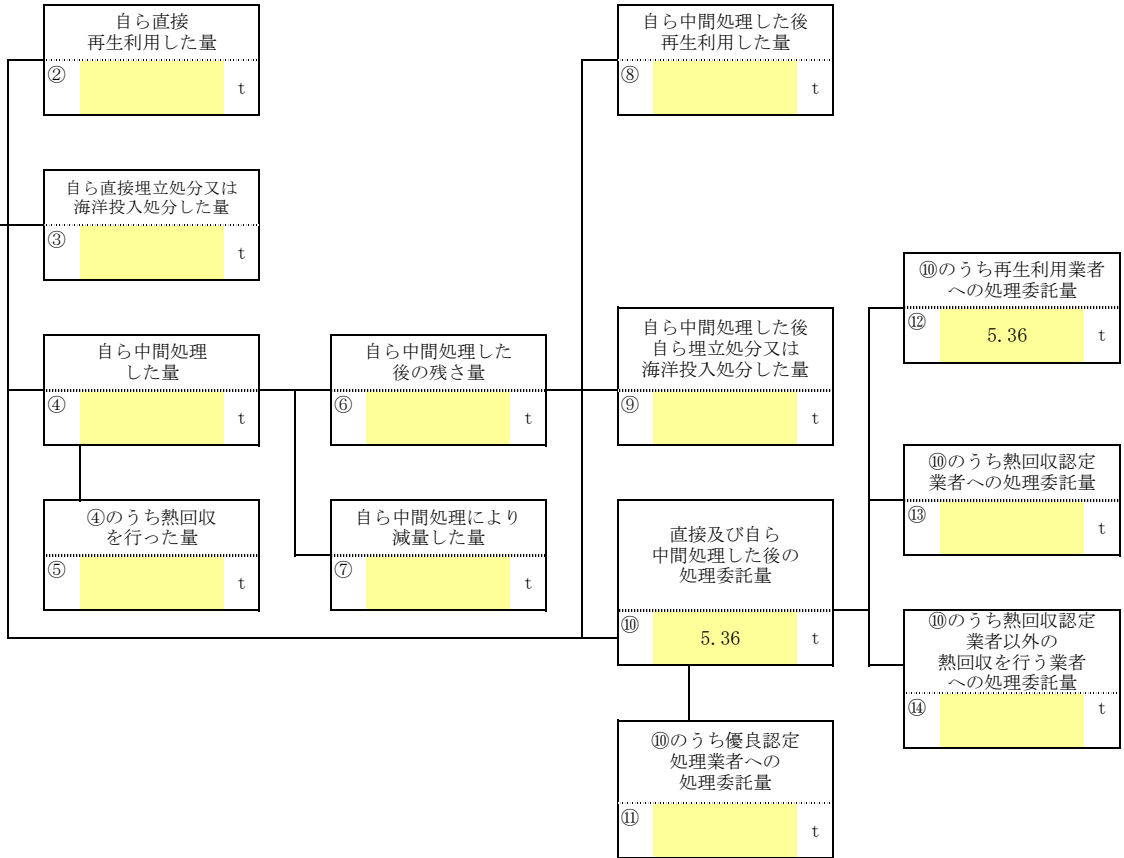 自ら直接
再生利用した量
②
t
自ら直接埋立処分又は
海洋投入処分した量
③
t
自ら中間処理
した量
④
t
④のうち熱回収
を行った量
⑤
t
自ら中間処理した
後の残さ量
⑥
t
自ら中間処理により
減量した量
⑦
t
自ら中間処理した後
再生利用した量
⑧
t
自ら中間処理した後
自ら埋立処分又は
海洋投入処分した量
⑨
t
直接及び自ら
中間処理した後の
処理委託量
⑩ 5.36 t
⑩のうち優良認定
処理業者への
処理委託量
⑪
t
⑩のうち再生利用業者
への処理委託量
⑫ 5.36 t
⑩のうち熱回収認定
業者への処理委託量
⑬
t
⑩のうち熱回収認定
業者以外の
熱回収を行う業者
への処理委託量
⑭
t